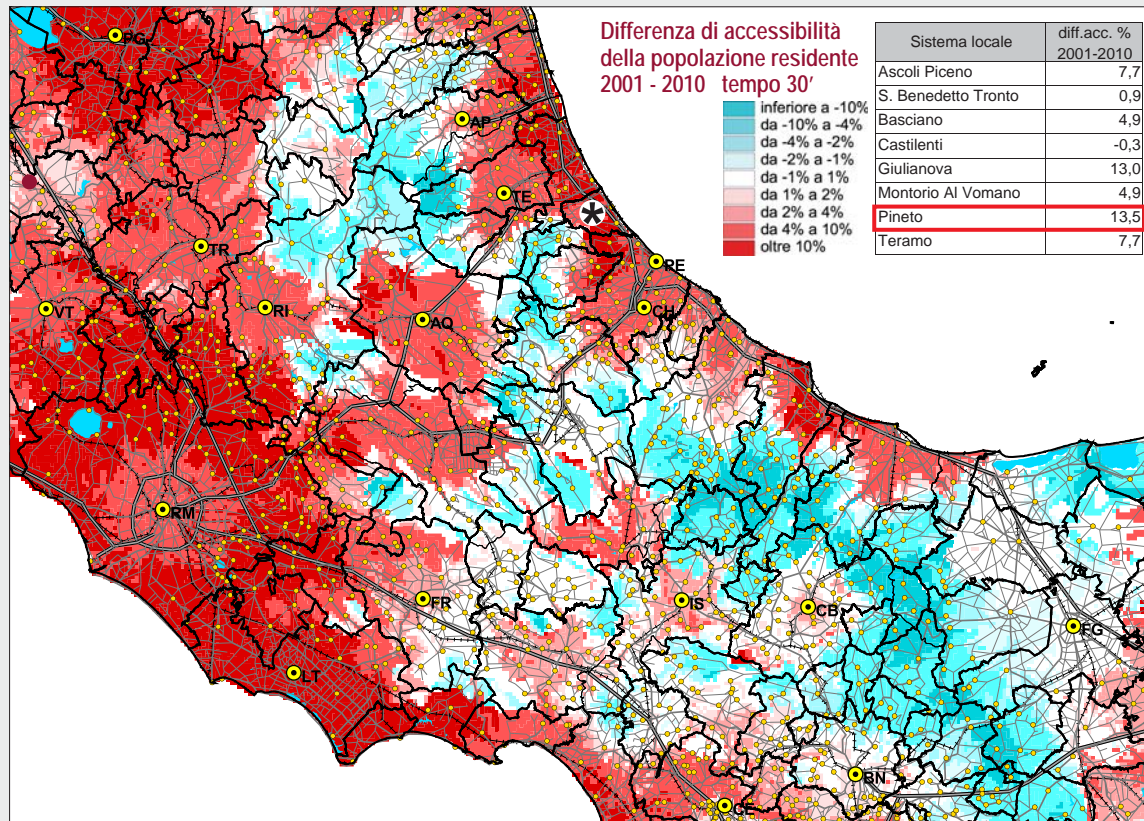 Differenza di accessibilità
della popolazione residente
2001 - 2010 tempo 30'
inferiore a -10%
da -10% a -4%
da -4% a -2%
da -2% a -1%
da -1% a 1%
da 1% a 2%
da 2% a 4%
da 4% a 10%
oltre 10%
Sistema locale diff.acc. % 2001-2010
Ascoli Piceno 7,7
S. Benedetto Tronto 0,9
Basciano 4,9
Castilenti -0,3
Giulianova 13,0
Montorio Al Vomano 4,9
Pineto 13,5
Teramo 7,7
PG
AP
TE
*
TR
PE
VT
RI
AQ
CH
RM
FR
IS
CB
FG
LT
BN
CE